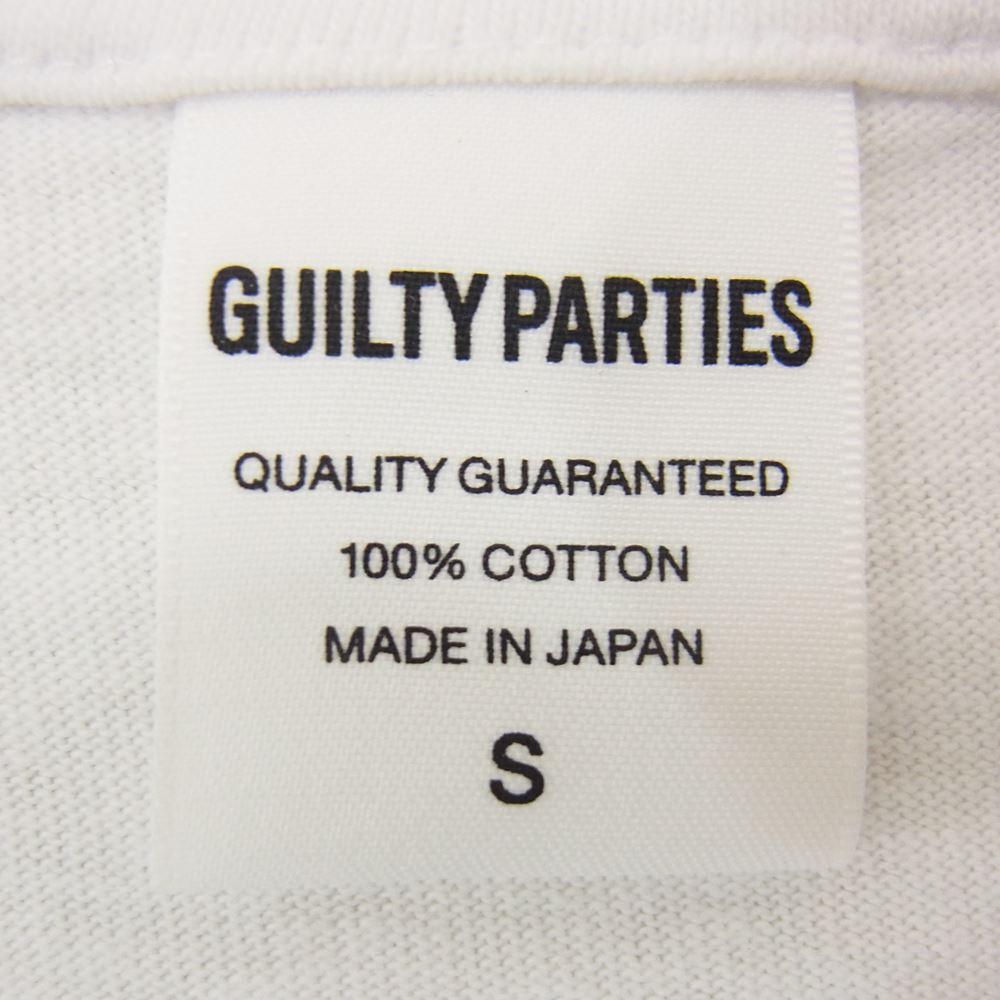 GUILTY PARTIES
QUALITY GUARANTEED
100% COTTON
MADE IN JAPAN
S